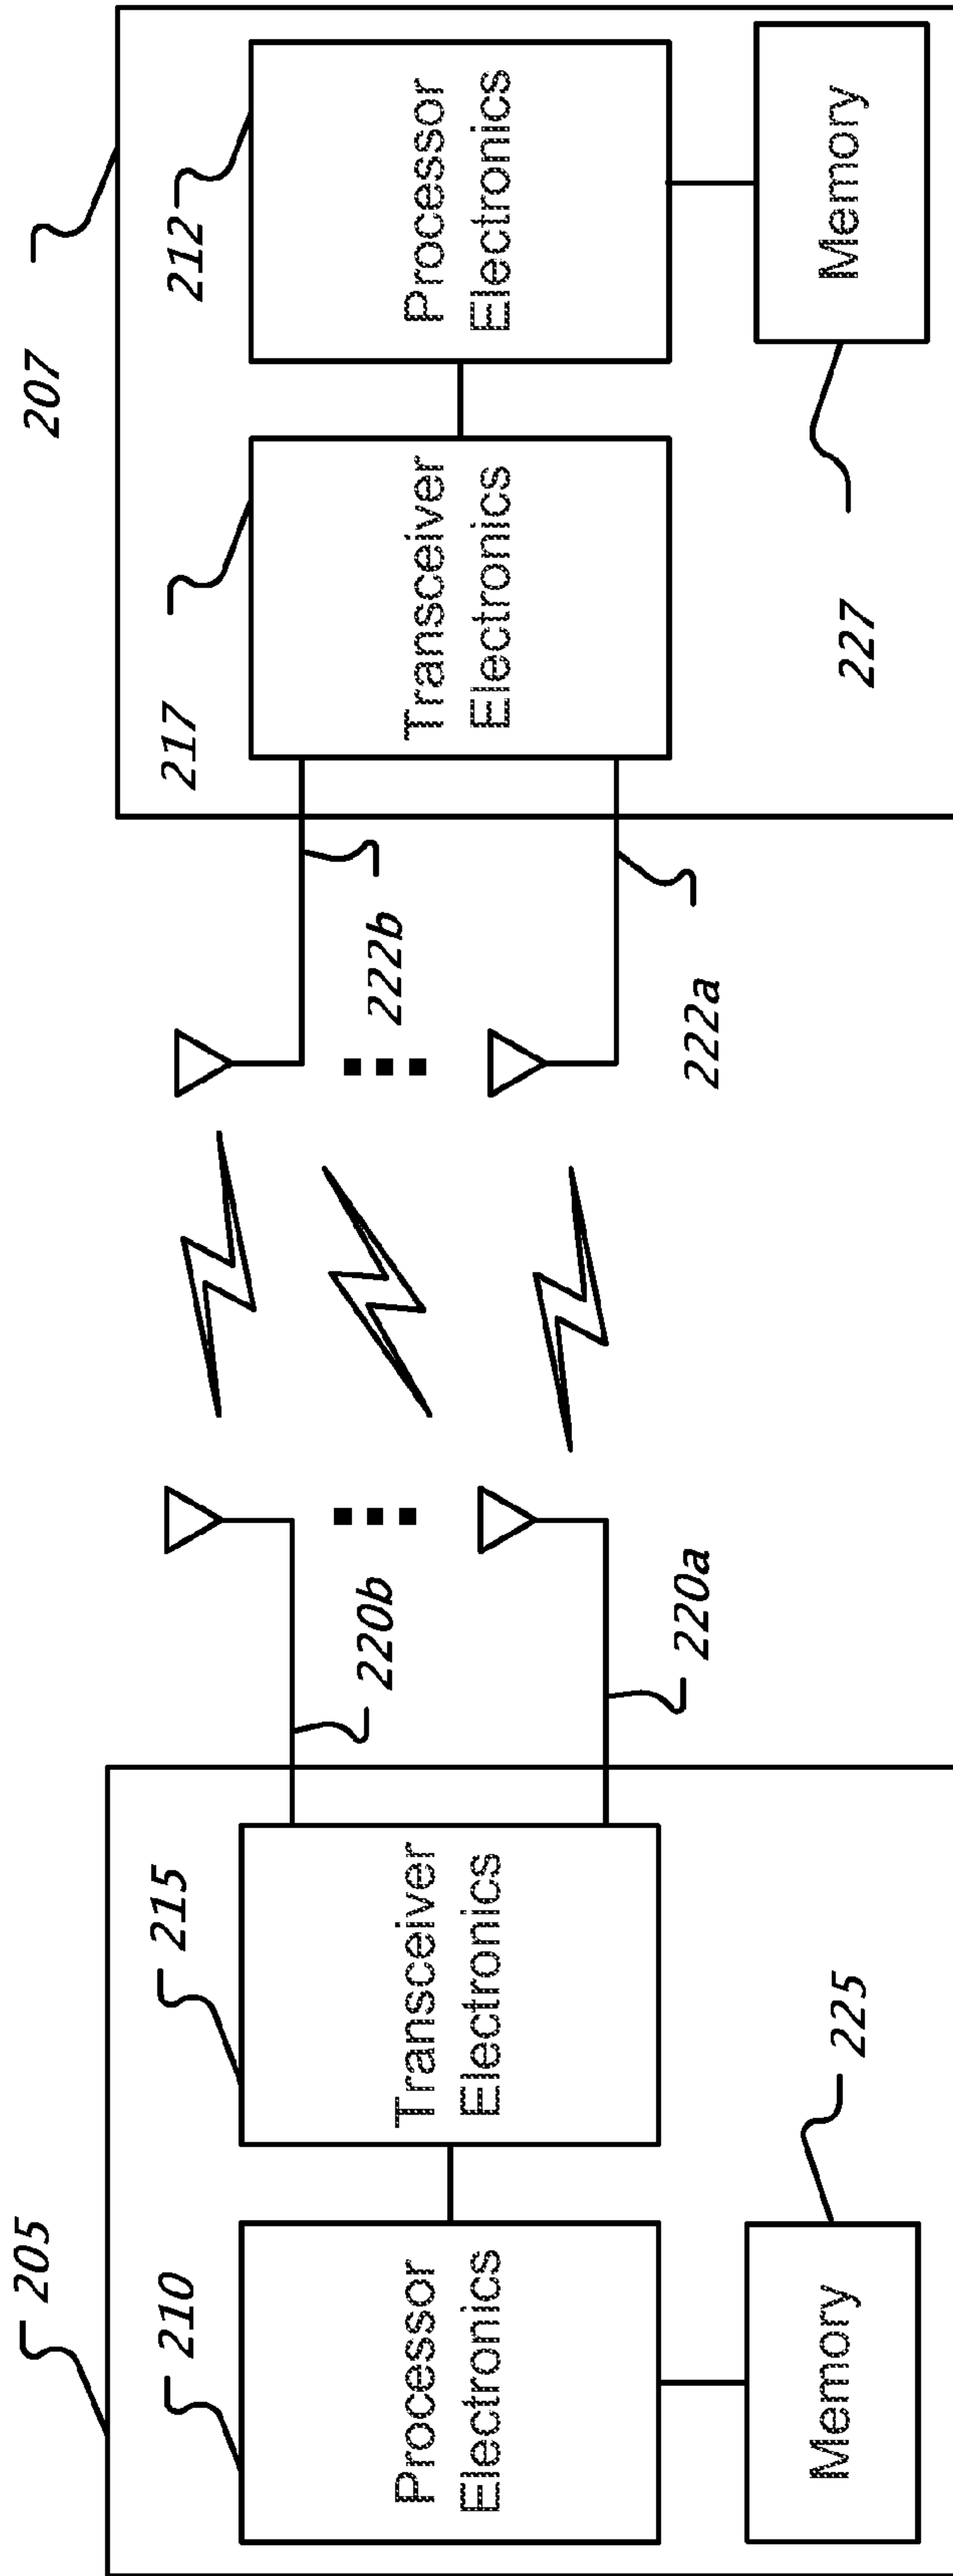 205
210
Processor
Electronics
215
Transceiver
Electronics
Memory
225
220b
220a
222b
222a
207
217
Transceiver
Electronics
212
Processor
Electronics
227
Memory